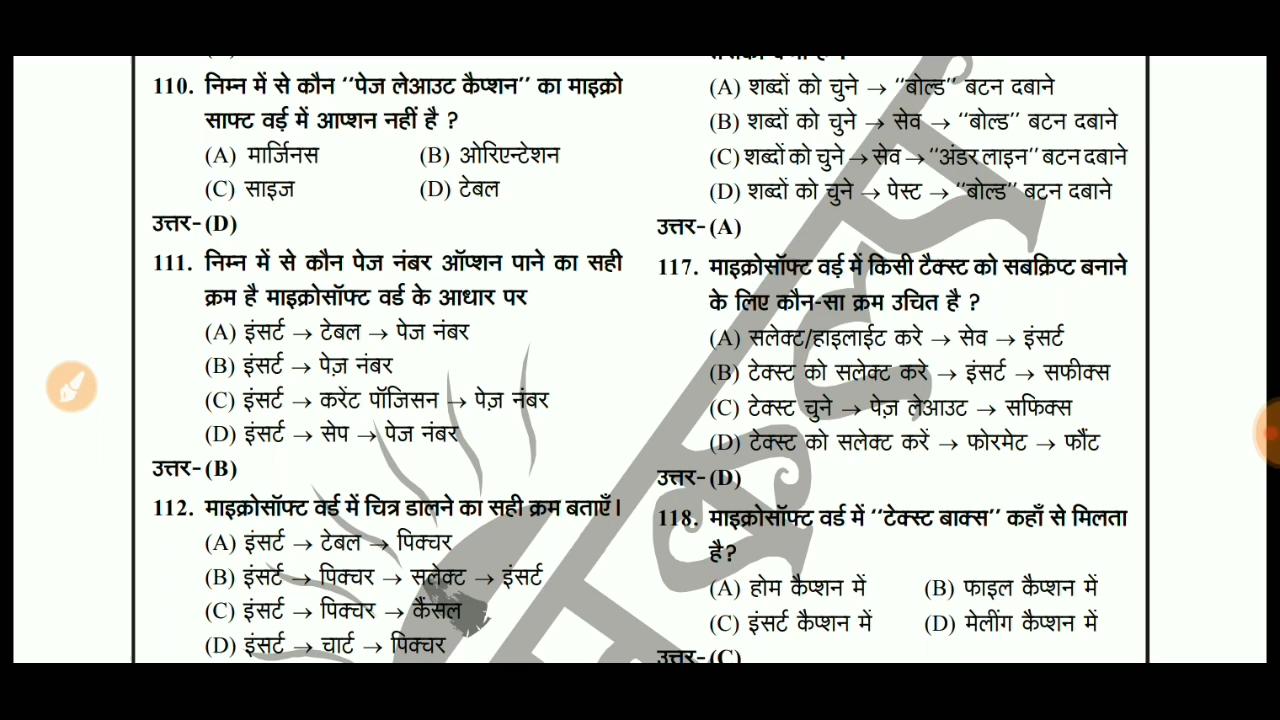 110. निम्न में से कौन ‘‘पेज लेआउट कैप्शन’’ का माइक्रो
साफ्ट वर्ड़ में आप्शन नहीं है ?
(A) मार्जिनस (B) ओरिएन्टेशन
(C) साइज (D) टेबल
उत्तर-(D)
111. निम्न में से कौन पेज नंबर ऑप्शन पाने का सही
क्रम है माइक्रोसॉफ्ट वर्ड के आधार पर
(A) इंसर्ट → टेबल → पेज नंबर
(B) इंसर्ट → पेज़ नंबर
(C) इंसर्ट → करेंट पॉजिसन → पेज़ नंबर
(D) इंसर्ट → सेप → पेज नंबर
उत्तर-(B)
112. माइक्रोसॉफ्ट वर्ड में चित्र डालने का सही क्रम बताएँ।
(A) इंसर्ट → टेबल → पिक्चर
(B) इंसर्ट → पिक्चर → सलेक्ट → इंसर्ट
(C) इंसर्ट → पिक्चर → कैंसल
(D) इंसर्ट → चार्ट → पिक्चर
(A) शब्दों को चुने → ‘‘बोल्ड’’ बटन दबाने
(B) शब्दों को चुने → सेव → ‘‘बोल्ड’’ बटन दबाने
(C) शब्दों को चुने → सेव → ‘‘अंडर लाइन’’ बटन दबाने
(D) शब्दों को चुने → पेस्ट → ‘‘बोल्ड’’ बटन दबाने
उत्तर-(A)
117. माइक्रोसॉफ्ट वर्ड़ में किसी टैक्स्ट को सबक्रिप्ट बनाने
के लिए कौन-सा क्रम उचित है ?
(A) सलेक्ट/हाइलाईट करे → सेव → इंसर्ट
(B) टेक्स्ट को सलेक्ट करे → इंसर्ट → सफीक्स
(C) टेक्स्ट चुने → पेज़ लेआउट → सफिक्स
(D) टेक्स्ट को सलेक्ट करें → फोरमेट → फौंट
उत्तर-(D)
118. माइक्रोसॉफ्ट वर्ड में ‘‘टेक्स्ट बाक्स’’ कहाँ से मिलता
है?
(A) होम कैप्शन में (B) फाइल कैप्शन में
(C) इंसर्ट कैप्शन में (D) मेलींग कैप्शन में
उत्तर-(C)